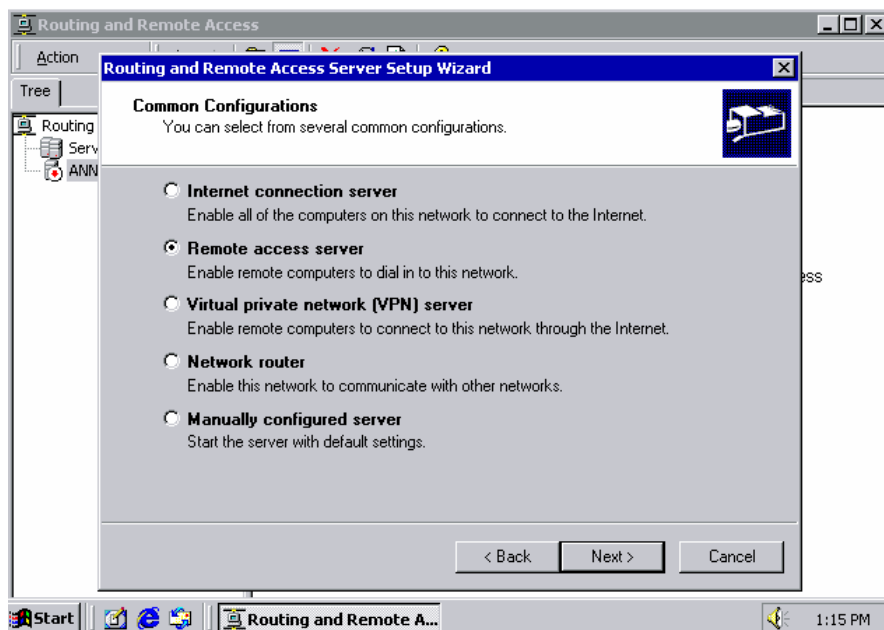 Routing and Remote Access
Action
Tree
Routing
Serv
ANN
ess
Routing and Remote Access Server Setup Wizard
Common Configurations
You can select from several common configurations.
Internet connection server
Enable all of the computers on this network to connect to the Internet.
Remote access server
Enable remote computers to dial in to this network.
Virtual private network (VPN) server
Enable remote computers to connect to this network through the Internet.
Network router
Enable this network to communicate with other networks.
Manually configured server
Start the server with default settings.
< Back Next > Cancel
Start Routing and Remote A... 1:15 PM